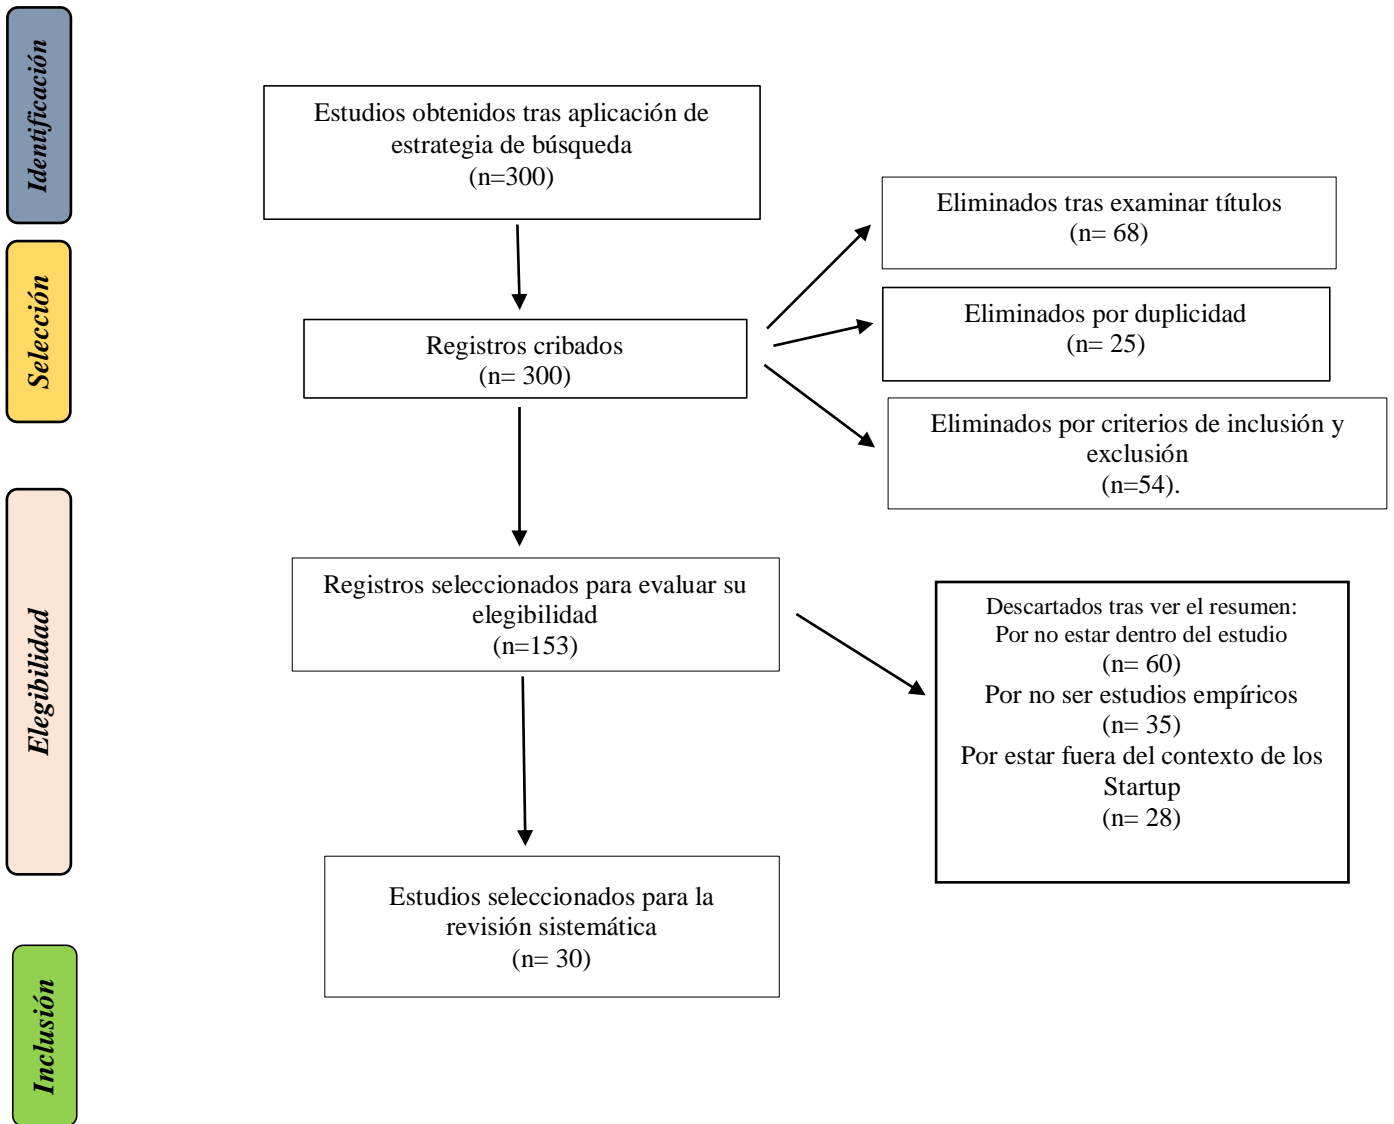 Identificación
Estudios obtenidos tras aplicación de
estrategia de búsqueda
(n=300)
Eliminados tras examinar títulos
(n= 68)
Selección
Registros cribados
(n= 300)
Eliminados por duplicidad
(n= 25)
Eliminados por criterios de inclusión y
exclusión
(n=54).
Elegibilidad
Registros seleccionados para evaluar su
elegibilidad
(n=153)
Descartados tras ver el resumen:
Por no estar dentro del estudio
(n= 60)
Por no ser estudios empíricos
(n= 35)
Por estar fuera del contexto de los
Startup
(n= 28)
Estudios seleccionados para la
revisión sistemática
(n= 30)
Inclusión